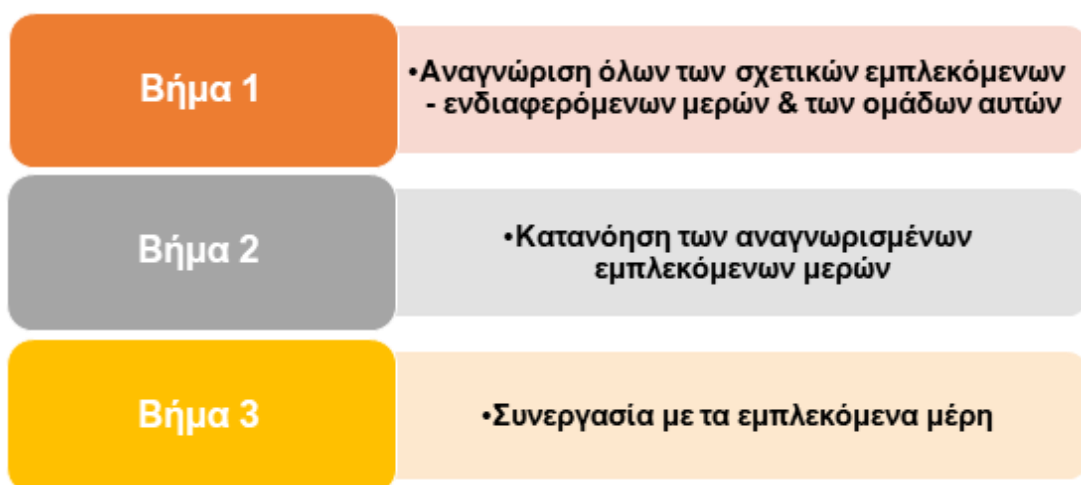 Βήμα 1
•Αναγνώριση όλων των σχετικών εμπλεκόμενων
- ενδιαφερόμενων μερών & των ομάδων αυτών
Βήμα 2
•Κατανόηση των αναγνωρισμένων
εμπλεκόμενων μερών
Βήμα 3
•Συνεργασία με τα εμπλεκόμενα μέρη